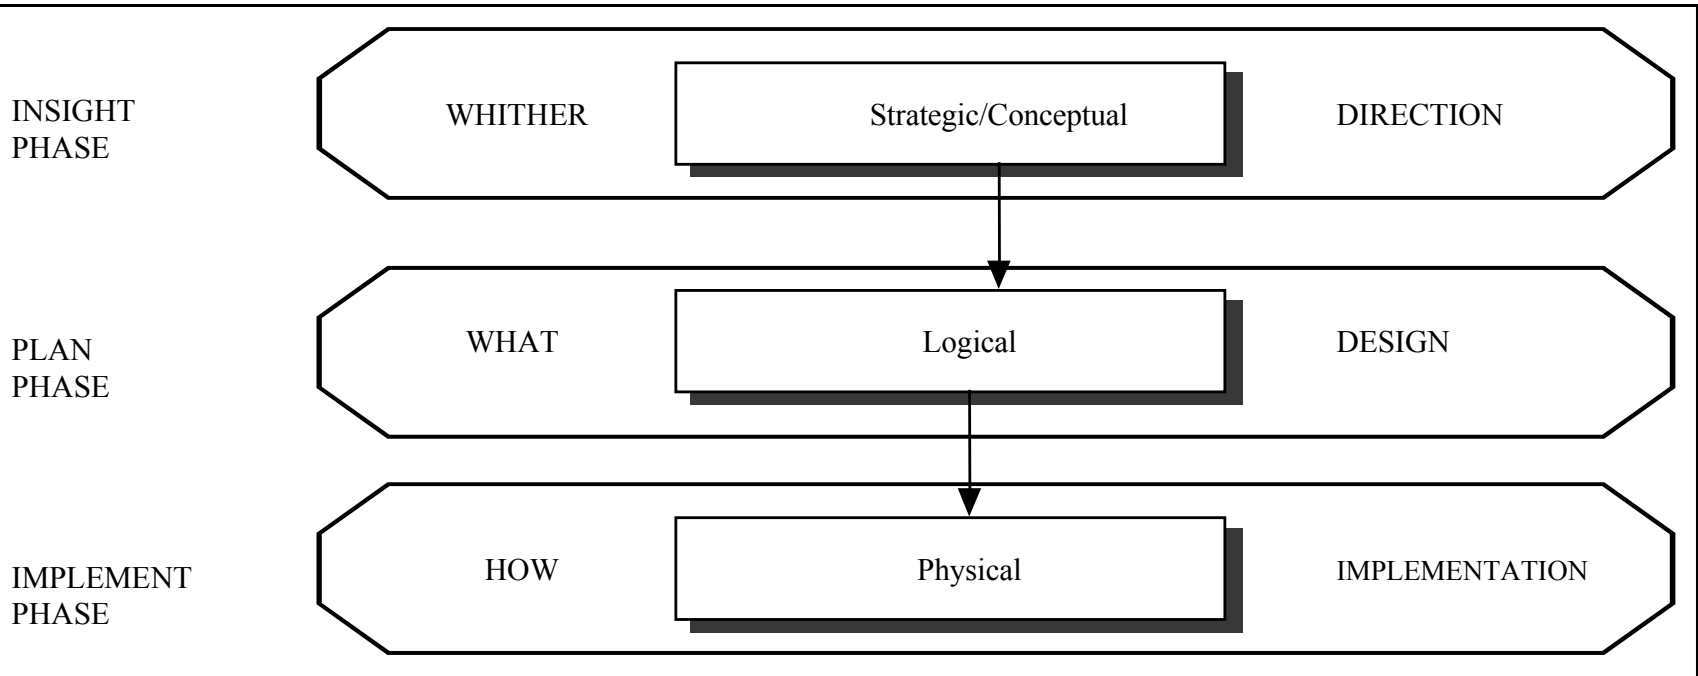 INSIGHT
PHASE
WHITHER
Strategic/Conceptual
DIRECTION
PLAN
PHASE
WHAT
Logical
DESIGN
IMPLEMENT
PHASE
HOW
Physical
IMPLEMENTATION